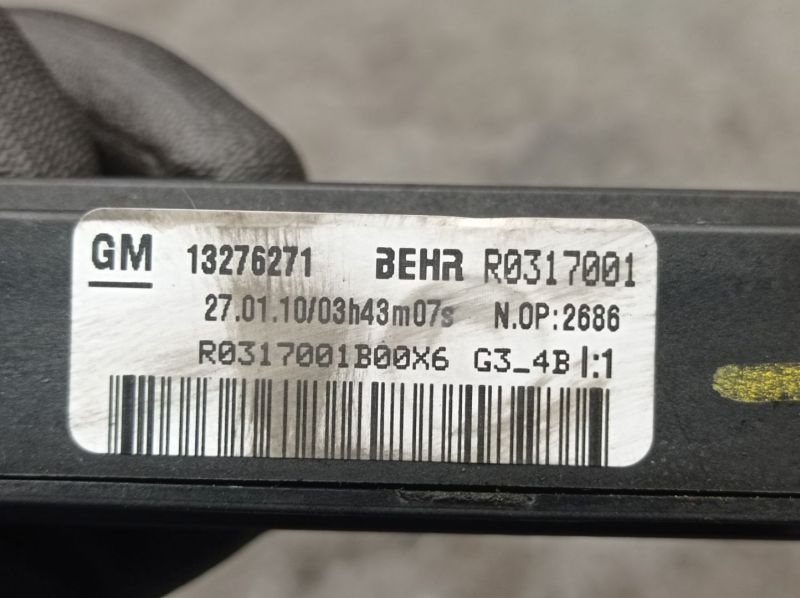 GM 13276271 BEHR R0317001
27.01.10/03h43m07s N.OP:2686
R0317001B00X6 G3_4B I:1